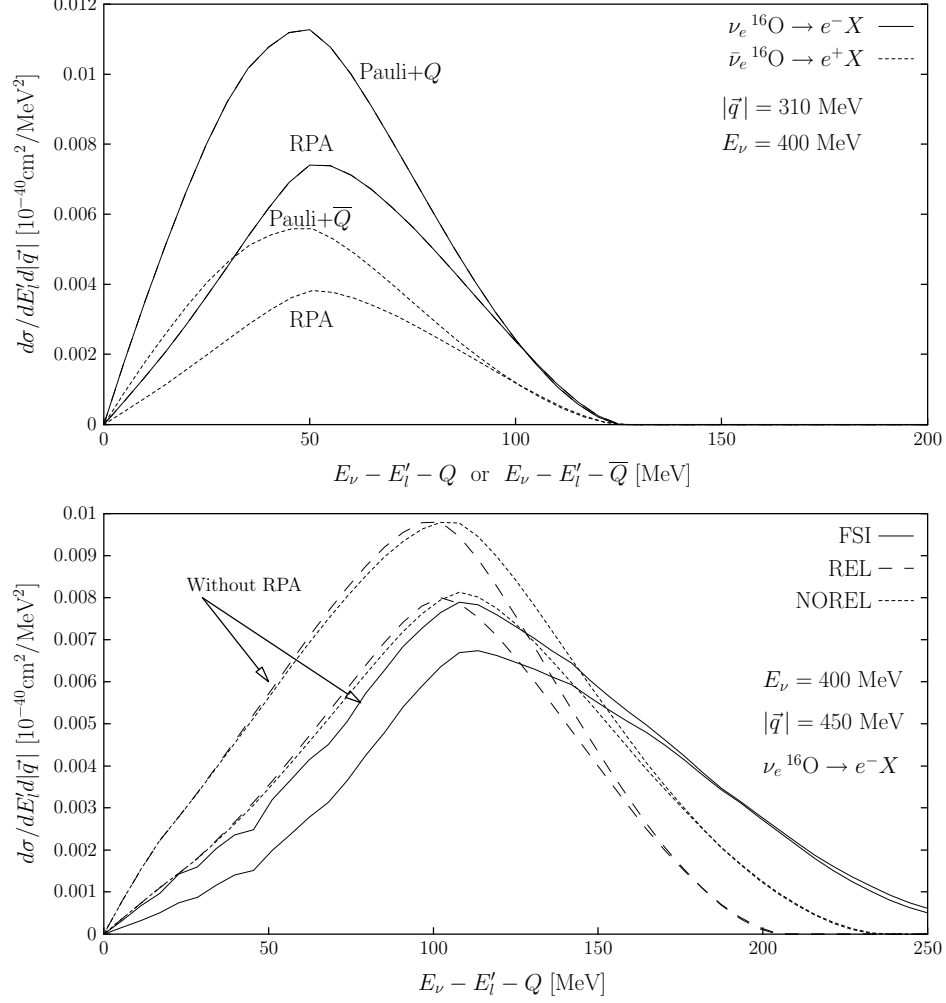 0.012
0.01
0.008
0.006
0.004
0.002
0
dσ/dE′_l d|q⃗| [10⁻⁴⁰cm²/MeV²]
ν_e ¹⁶O → e⁻X
ν̄_e ¹⁶O → e⁺X
|q⃗| = 310 MeV
E_ν = 400 MeV
Pauli+Q
RPA
Pauli+Q̅
RPA
0 50 100 150 200
E_ν − E′_l − Q or E_ν − E′_l − Q̅ [MeV]
0.01
0.009
0.008
0.007
0.006
0.005
0.004
0.003
0.002
0.001
0
dσ/dE′_l d|q⃗| [10⁻⁴⁰cm²/MeV²]
FSI
REL
NOREL
Without RPA
E_ν = 400 MeV
|q⃗| = 450 MeV
ν_e ¹⁶O → e⁻X
0 50 100 150 200 250
E_ν − E′_l − Q [MeV]